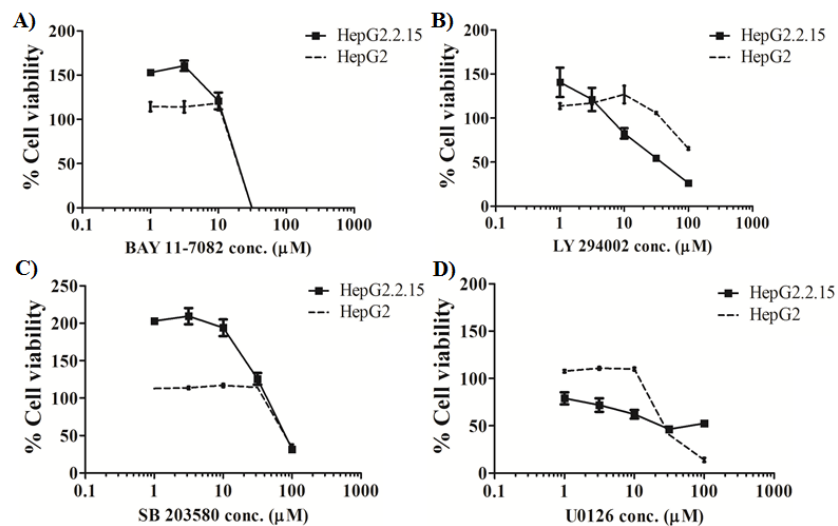 A)
HepG2.2.15
HepG2
% Cell viability
200
150
100
50
0
0.1 1 10 100 1000
BAY 11-7082 conc. (µM)
B)
HepG2.2.15
HepG2
% Cell viability
200
150
100
50
0
0.1 1 10 100 1000
LY 294002 conc. (µM)
C)
HepG2.2.15
HepG2
% Cell viability
250
200
150
100
50
0
0.1 1 10 100 1000
SB 203580 conc. (µM)
D)
HepG2.2.15
HepG2
% Cell viability
200
150
100
50
0
0.1 1 10 100 1000
U0126 conc. (µM)